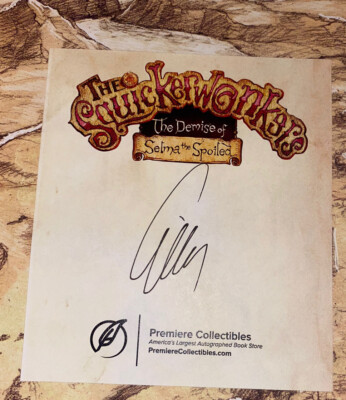 THE
SQUICKERWONKERS
The Demise of
Selma the Spoiled
Premiere Collectibles
America's Largest Autographed Book Store
PremiereCollectibles.com